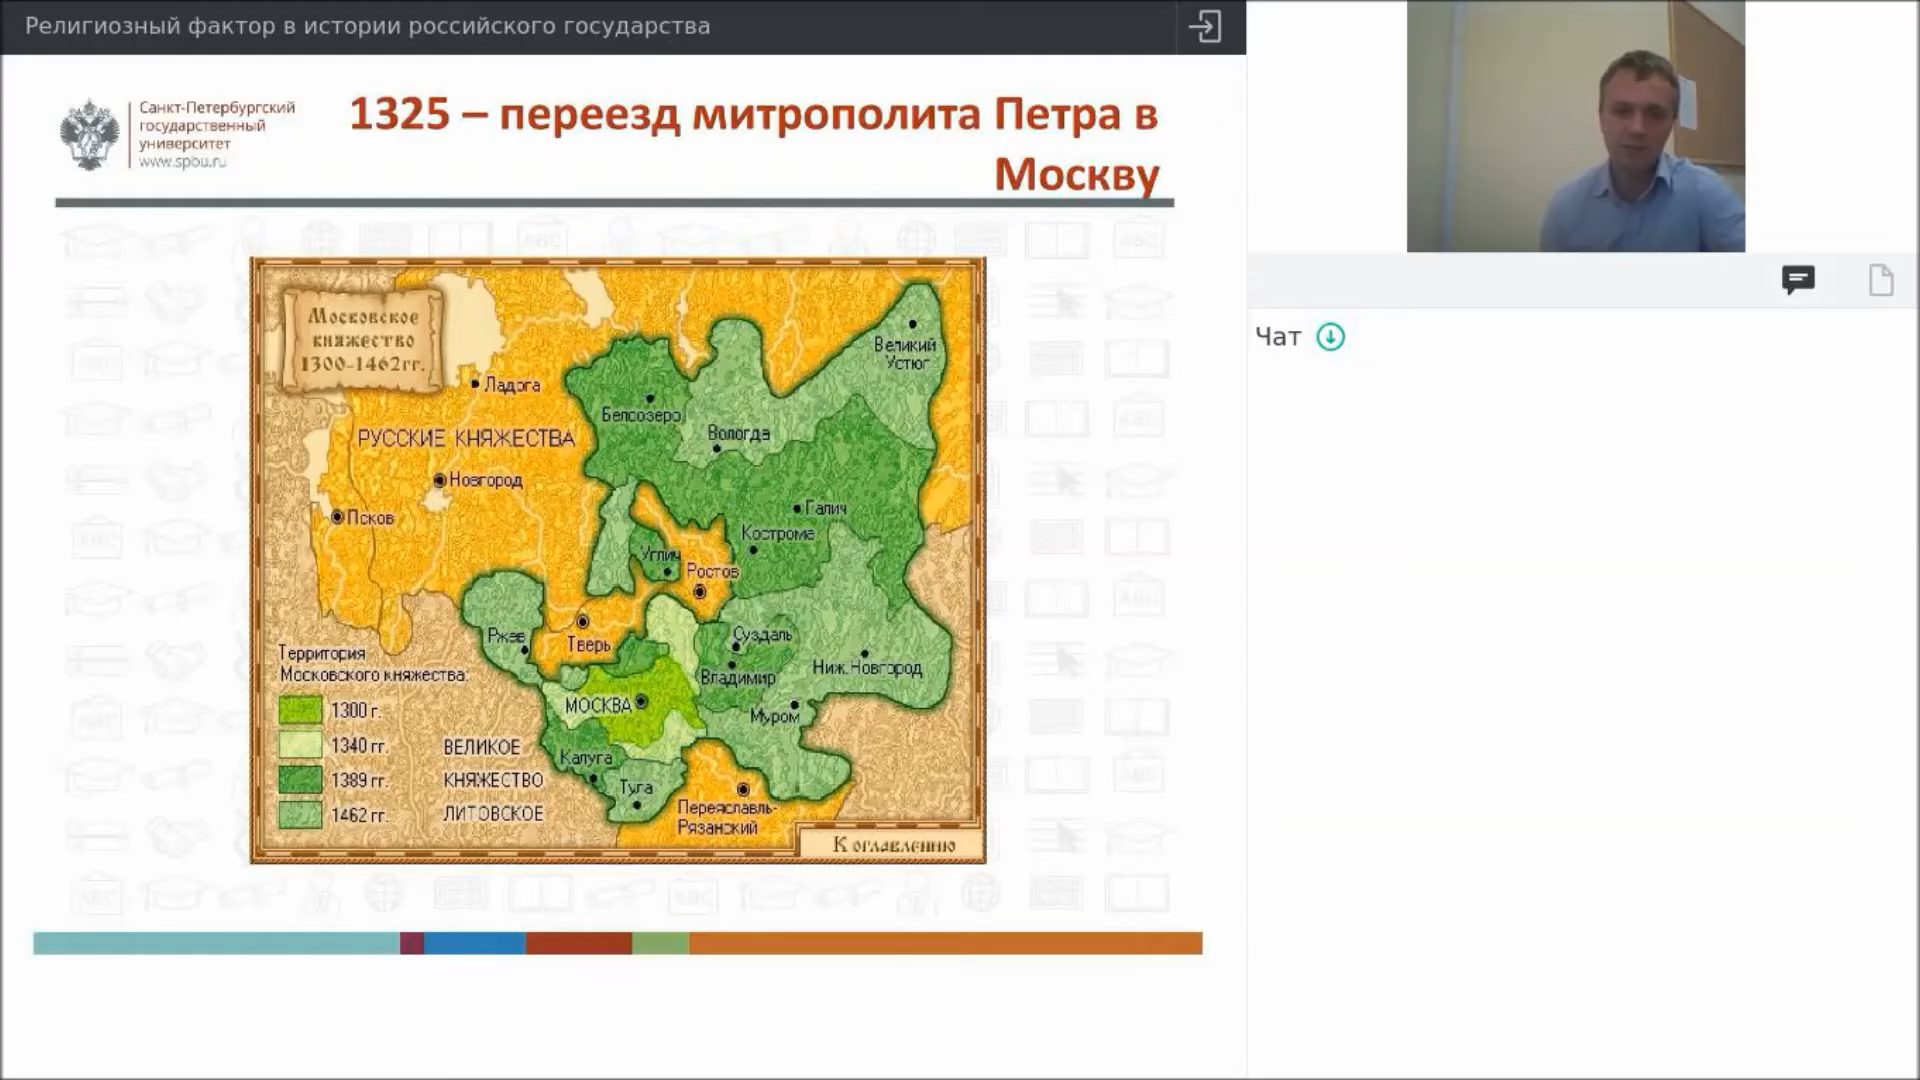 Религиозный фактор в истории российского государства
Санкт-Петербургский
государственный
университет
www.spbu.ru
1325 – переезд митрополита Петра в
Москву
Московское
княжество
1300-1462гг.
Ладога
РУССКИЕ КНЯЖЕСТВА
Новгород
Псков
Белоозеро
Вологда
Великий
Устюг
Галич
Кострома
Углич
Ростов
Ржев
Тверь
Суздаль
Владимир
Ниж.Новгород
МОСКВА
Муром
Калуга
Тула
Переяславль-
Рязанский
Территория
Московского княжества:
1300 г.
1340 гг.
1389 гг.
1462 гг.
ВЕЛИКОЕ
КНЯЖЕСТВО
ЛИТОВСКОЕ
К оглавлению
Чат